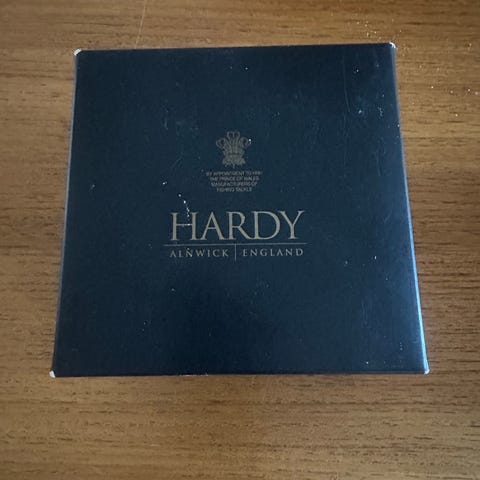 BY APPOINTMENT TO HRH
THE PRINCE OF WALES
MANUFACTURERS OF
FISHING TACKLE
HARDY
ALNWICK | ENGLAND